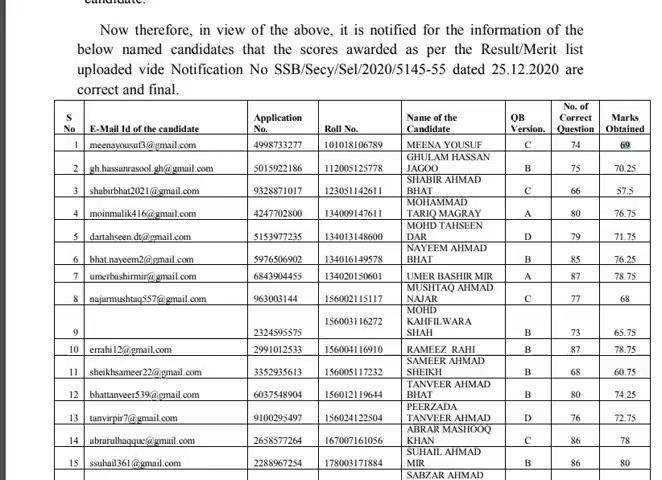 candidate.
Now therefore, in view of the above, it is notified for the information of the
below named candidates that the scores awarded as per the Result/Merit list
uploaded vide Notification No SSB/Secy/Sel/2020/5145-55 dated 25.12.2020 are
correct and final.
S No E-Mail Id of the candidate Application No. Roll No. Name of the Candidate QB Version. No. of Correct Question Marks Obtained
1 meenayousuf3@gmail.com 4998733277 101018106789 MEENA YOUSUF C 74 69
2 gh.hassanrasool.gh@gmail.com 5015922186 112005125778 GHULAM HASSAN JAGOO B 75 70.25
3 shabirbhat2021@gmail.com 9328871017 123051142611 SHABIR AHMAD BHAT C 66 57.5
4 moinmalik416@gmail.com 4247702800 134009147611 MOHAMMAD TARIQ MAGRAY A 80 76.75
5 dartahseen.dt@gmail.com 5153977235 134013148600 MOHD TAHSEEN DAR D 79 71.75
6 bhat.nayeem2@gmail.com 5976506902 134016149578 NAYEEM AHMAD BHAT B 85 76.25
7 umerbashirmir@gmail.com 6843904455 134020150601 UMER BASHIR MIR A 87 78.75
8 najarmushtaq557@gmail.com 963003144 156002115117 MUSHTAQ AHMAD NAJAR C 77 68
9 2324595575 156003116272 MOHD KAHFILWARA SHAH B 73 65.75
10 errahi12@gmail.com 2991012533 156004116910 RAMEEZ RAHI B 87 78.75
11 sheikhsameer22@gmail.com 3352935613 156005117232 SAMEER AHMAD SHEIKH B 68 60.75
12 bhattanveer539@gmail.com 6037548904 156012119644 TANVEER AHMAD BHAT B 80 74.25
13 tanvirpir7@gmail.com 9100295497 156024122504 PEERZADA TANVEER AHMAD D 76 72.75
14 abrarulhaqque@gmail.com 2658577264 167007161056 ABRAR MASHOOQ KHAN C 86 78
15 ssuhail361@gmail.com 2288967254 178003171884 SUHAIL AHMAD MIR B 86 80
SABZAR AHMAD